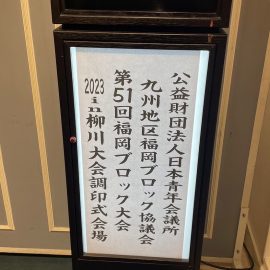 公益財団法人日本青年会議所
九州地区福岡ブロック協議会
第51回福岡ブロック大会
2023in柳川大会調印式会場